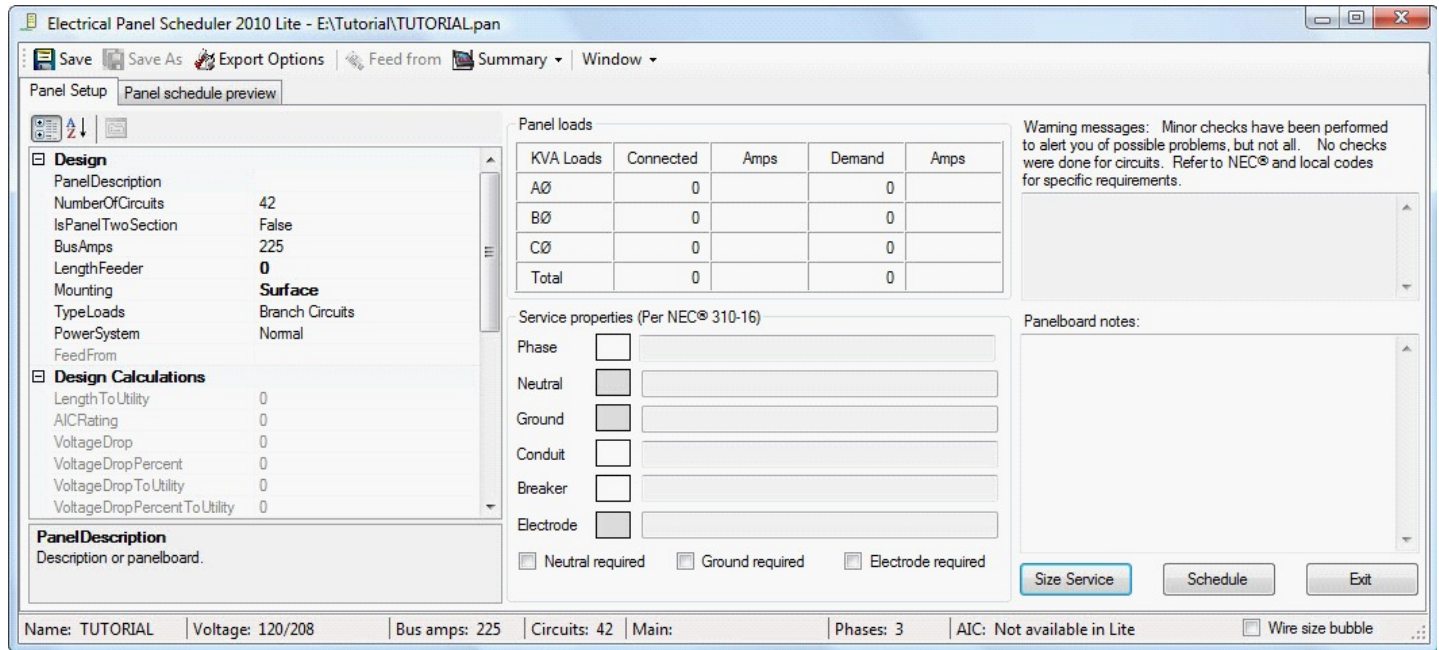 Electrical Panel Scheduler 2010 Lite - E:\Tutorial\TUTORIAL.pan
Save Save As Export Options Feed from Summary Window
Panel Setup Panel schedule preview
Design
PanelDescription
NumberOfCircuits 42
IsPanelTwoSection False
BusAmps 225
LengthFeeder 0
Mounting Surface
TypeLoads Branch Circuits
PowerSystem Normal
FeedFrom
Design Calculations
LengthToUtility 0
AICRating 0
VoltageDrop 0
VoltageDropPercent 0
VoltageDropToUtility 0
VoltageDropPercentToUtility 0
PanelDescription
Description or panelboard.
Panel loads
KVA Loads Connected Amps Demand Amps
AØ 0 0
BØ 0 0
CØ 0 0
Total 0 0
Service properties (Per NEC® 310-16)
Phase
Neutral
Ground
Conduit
Breaker
Electrode
Neutral required Ground required Electrode required
Warning messages: Minor checks have been performed
to alert you of possible problems, but not all. No checks
were done for circuits. Refer to NEC® and local codes
for specific requirements.
Panelboard notes:
Size Service Schedule Exit
Name: TUTORIAL Voltage: 120/208 Bus amps: 225 Circuits: 42 Main: Phases: 3 AIC: Not available in Lite Wire size bubble